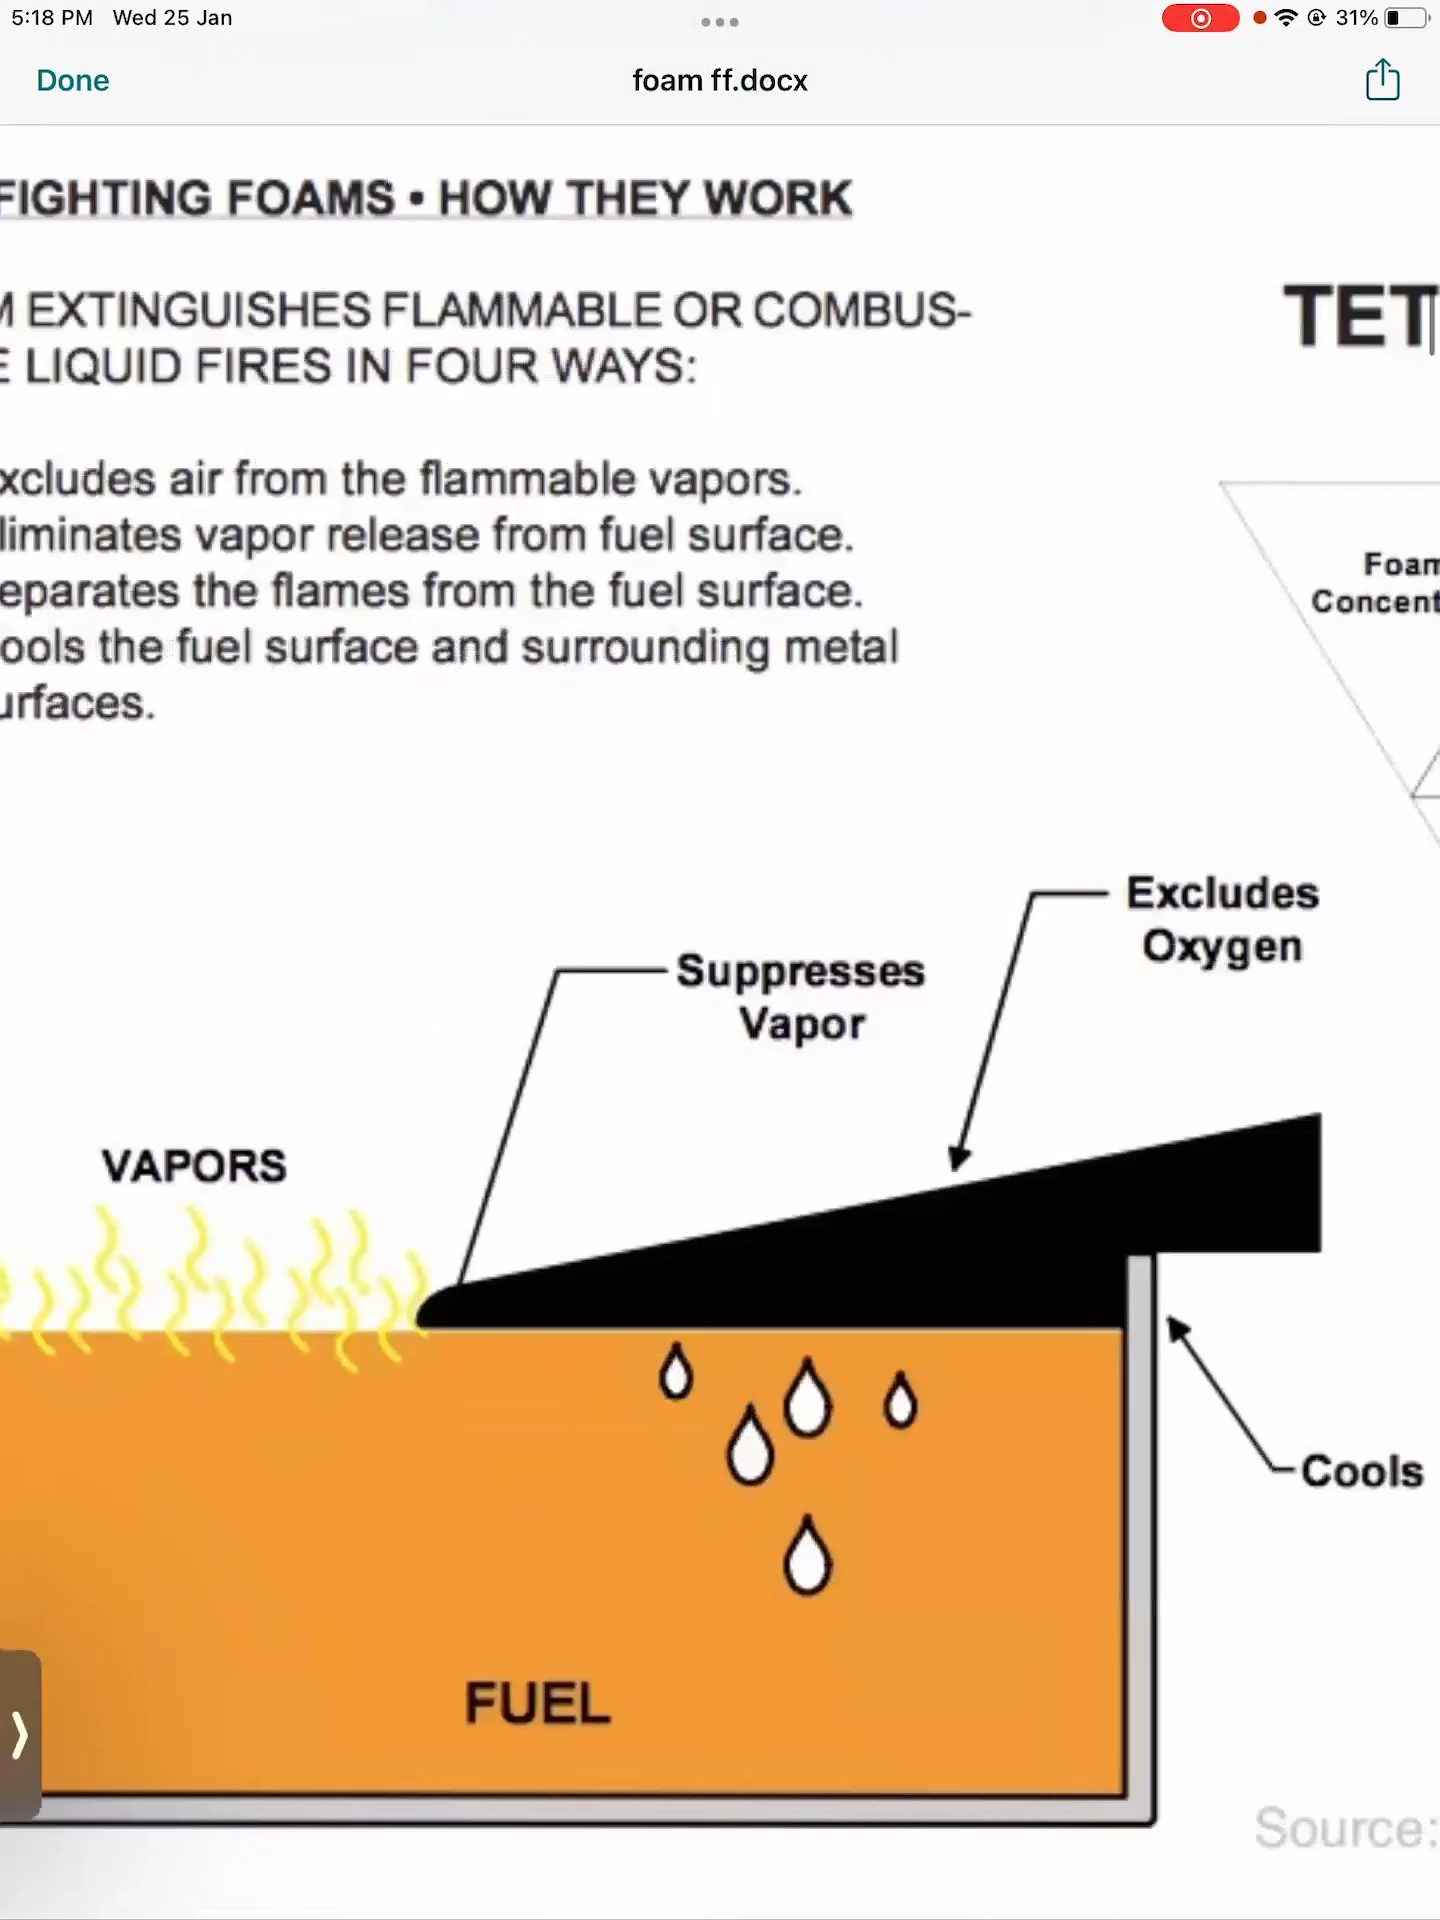 5:18 PM Wed 25 Jan
31%
Done
foam ff.docx
FIGHTING FOAMS • HOW THEY WORK
M EXTINGUISHES FLAMMABLE OR COMBUS-
E LIQUID FIRES IN FOUR WAYS:
TET
xcludes air from the flammable vapors.
liminates vapor release from fuel surface.
eparates the flames from the fuel surface.
ools the fuel surface and surrounding metal
urfaces.
Foam
Concent
Excludes
Oxygen
Suppresses
Vapor
VAPORS
Cools
FUEL
Source: